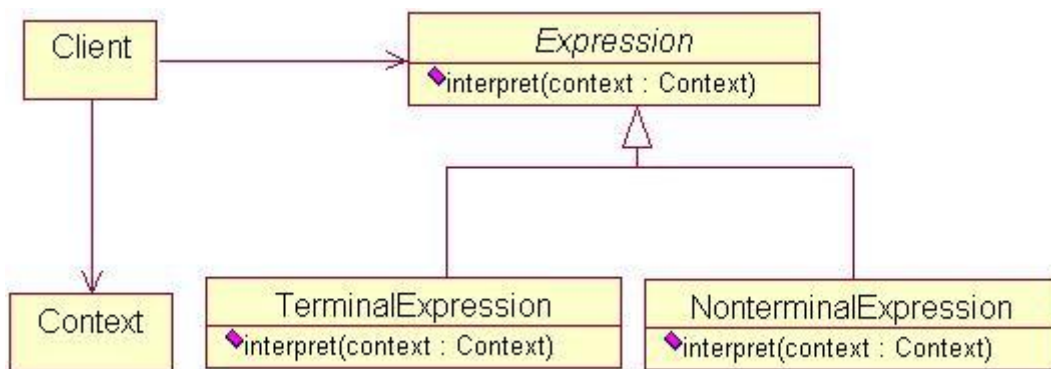 Client
Expression
interpret(context : Context)
Context
TerminalExpression
interpret(context : Context)
NonterminalExpression
interpret(context : Context)